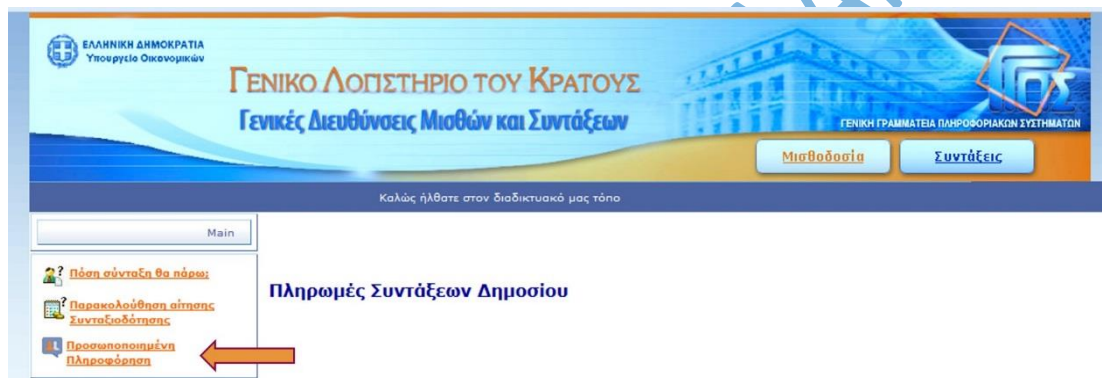 ΕΛΛΗΝΙΚΗ ΔΗΜΟΚΡΑΤΙΑ
Υπουργείο Οικονομικών
ΓΕΝΙΚΟ ΛΟΓΙΣΤΗΡΙΟ ΤΟΥ ΚΡΑΤΟΥΣ
Γενικές Διευθύνσεις Μισθών και Συντάξεων
ΓΕΝΙΚΗ ΓΡΑΜΜΑΤΕΙΑ ΠΛΗΡΟΦΟΡΙΑΚΩΝ ΣΥΣΤΗΜΑΤΩΝ
Μισθοδοσία
Συντάξεις
Καλώς ήλθατε στον διαδικτυακό μας τόπο
Main
Πόση σύνταξη θα πάρω;
Παρακολούθηση αίτησης
Συνταξιοδότησης
Προσωποποιημένη
Πληροφόρηση
Πληρωμές Συντάξεων Δημοσίου